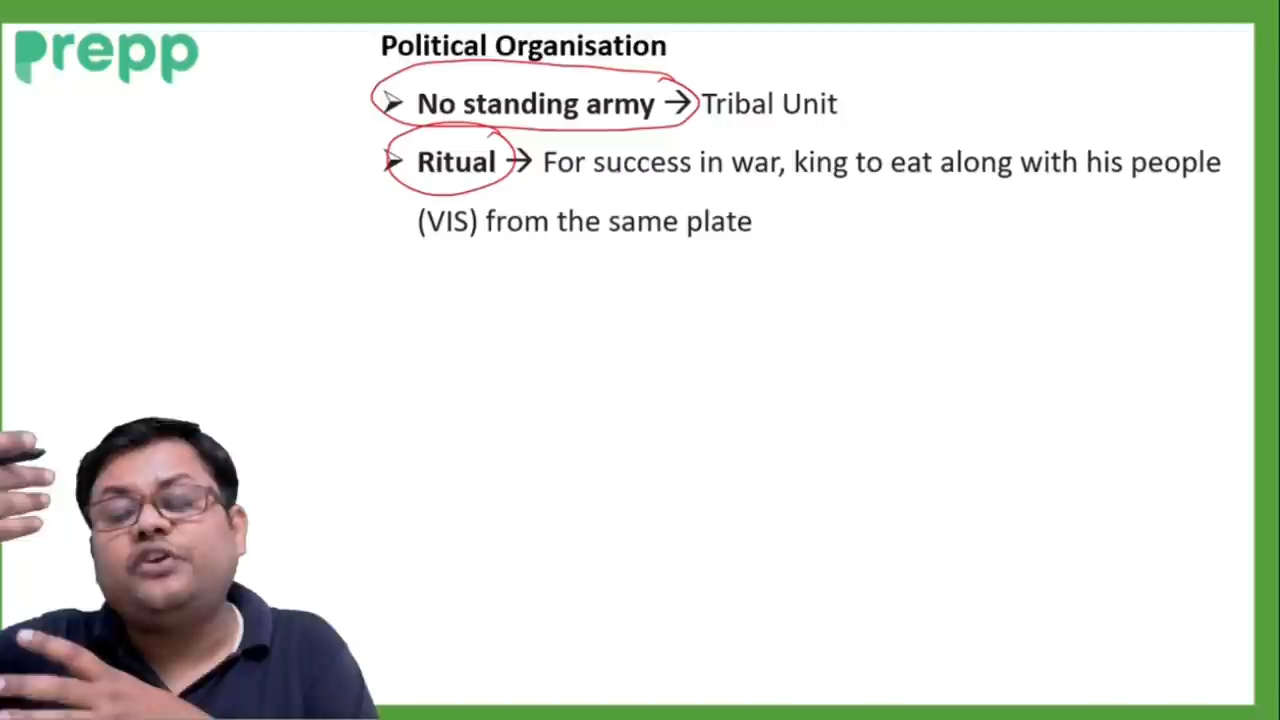 prepp
Political Organisation
➢ No standing army → Tribal Unit
➢ Ritual → For success in war, king to eat along with his people
(VIS) from the same plate